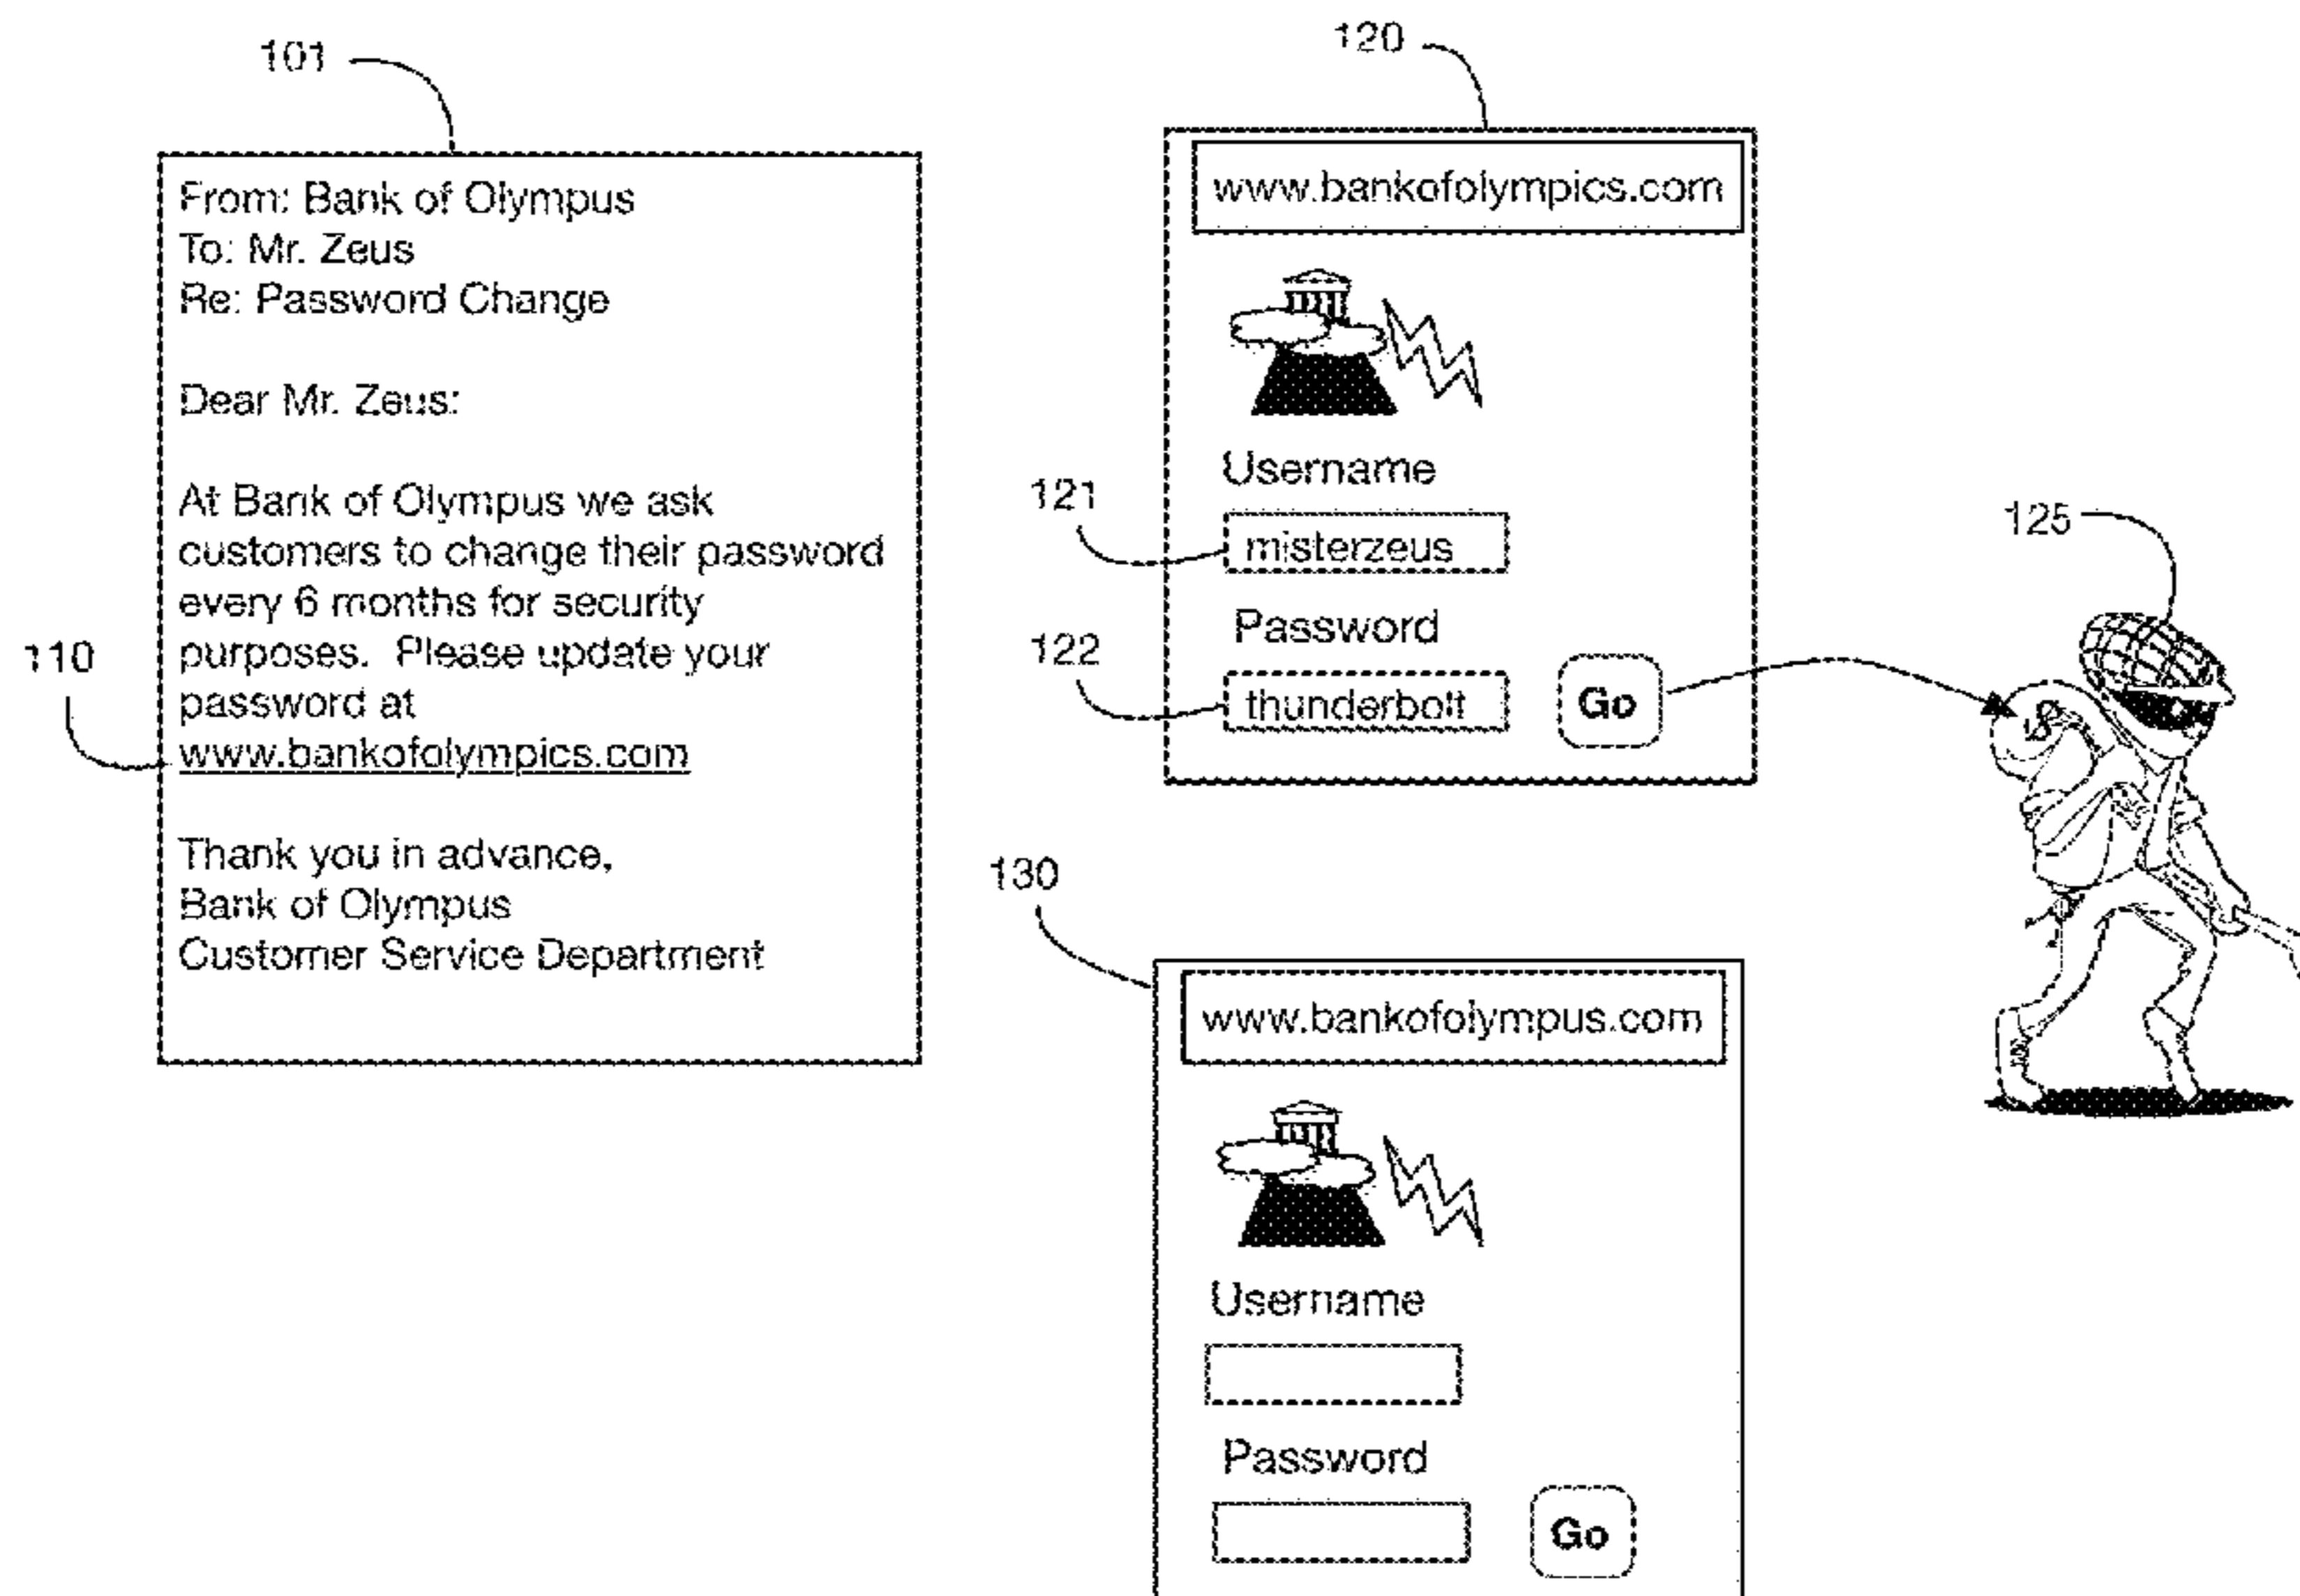 101
From: Bank of Olympus
To: Mr. Zeus
Re: Password Change
Dear Mr. Zeus:
At Bank of Olympus we ask
customers to change their password
every 6 months for security
purposes. Please update your
password at
www.bankofolympics.com
Thank you in advance,
Bank of Olympus
Customer Service Department
110
120
www.bankofolympics.com
Username
121
misterzeus
Password
122
thunderbolt
Go
125
$
130
www.bankofolympus.com
Username
Password
Go